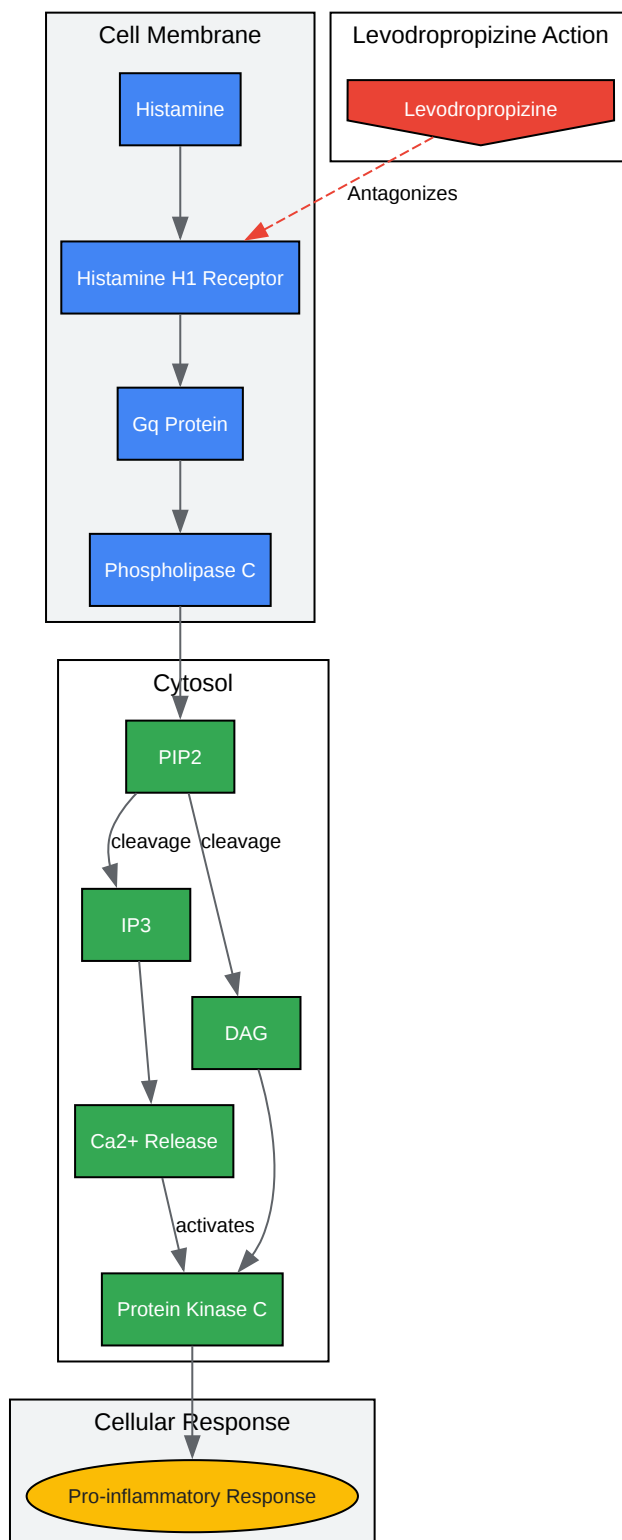 Cell Membrane
Levodropropizine Action
Histamine
Levodropropizine
Antagonizes
Histamine H1 Receptor
Gq Protein
Phospholipase C
Cytosol
PIP2
cleavage
cleavage
IP3
DAG
Ca2+ Release
activates
Protein Kinase C
Cellular Response
Pro-inflammatory Response